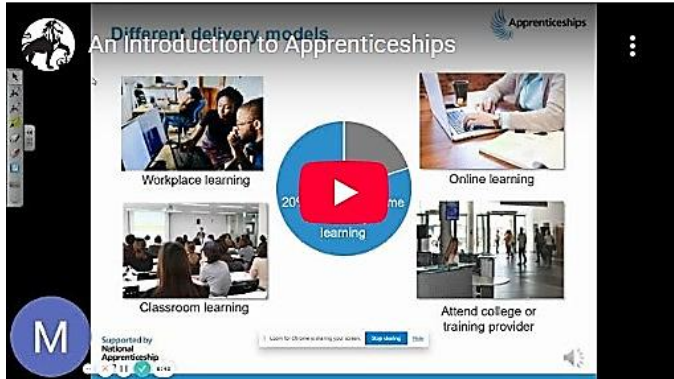 Different delivery models
An Introduction to Apprenticeships
Apprenticeships
Workplace learning
Online learning
20%
me
learning
Classroom learning
Attend college or
training provider
M
Supported by
National
Apprenticeship
Stop sharing
Hide